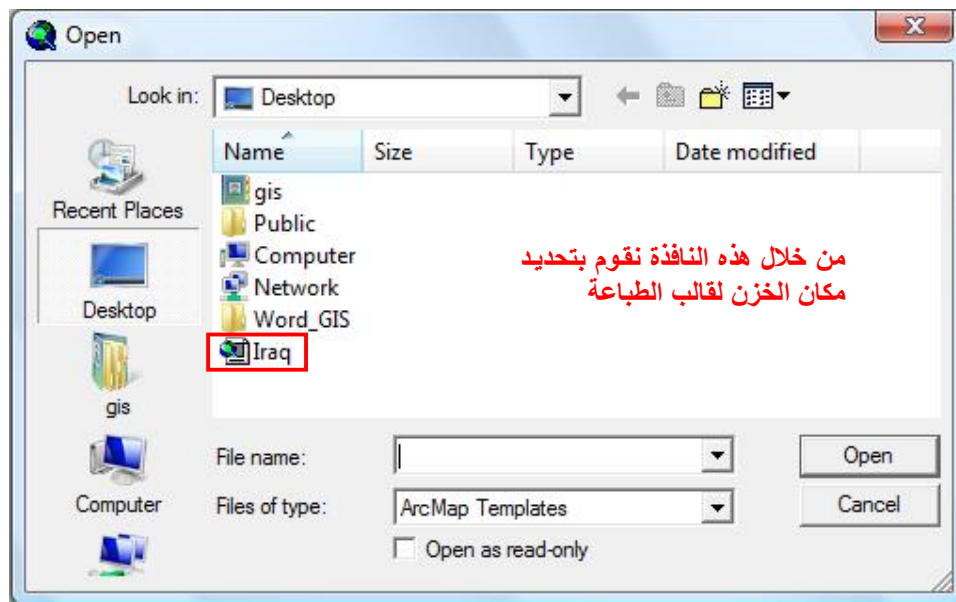 Open
Look in:
Desktop
Name Size Type Date modified
Recent Places
Desktop
gis
Computer
gis
Public
Computer
Network
Word_GIS
Iraq
من خلال هذه النافذة نقوم بتحديد
مكان الخزن لقالب الطباعة
File name:
Open
Files of type:
ArcMap Templates
Cancel
Open as read-only